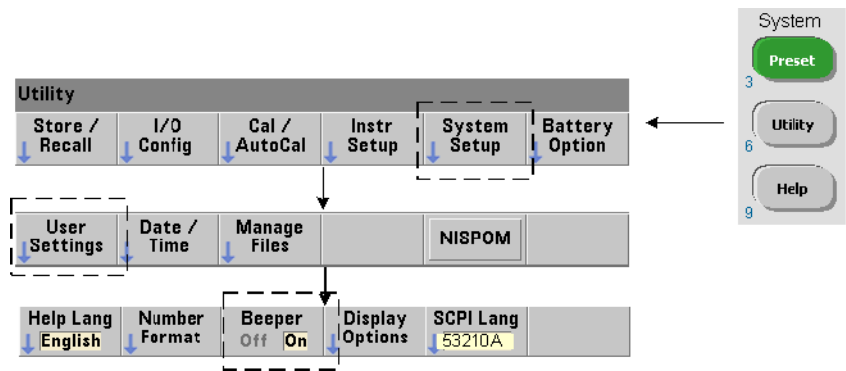 System
Preset
3
Utility
6
Help
9
Utility
Store / Recall
I/O Config
Cal / AutoCal
Instr Setup
System Setup
Battery Option
User Settings
Date / Time
Manage Files
NISPOM
Help Lang
English
Number Format
Beeper
Off On
Display Options
SCPI Lang
53210A